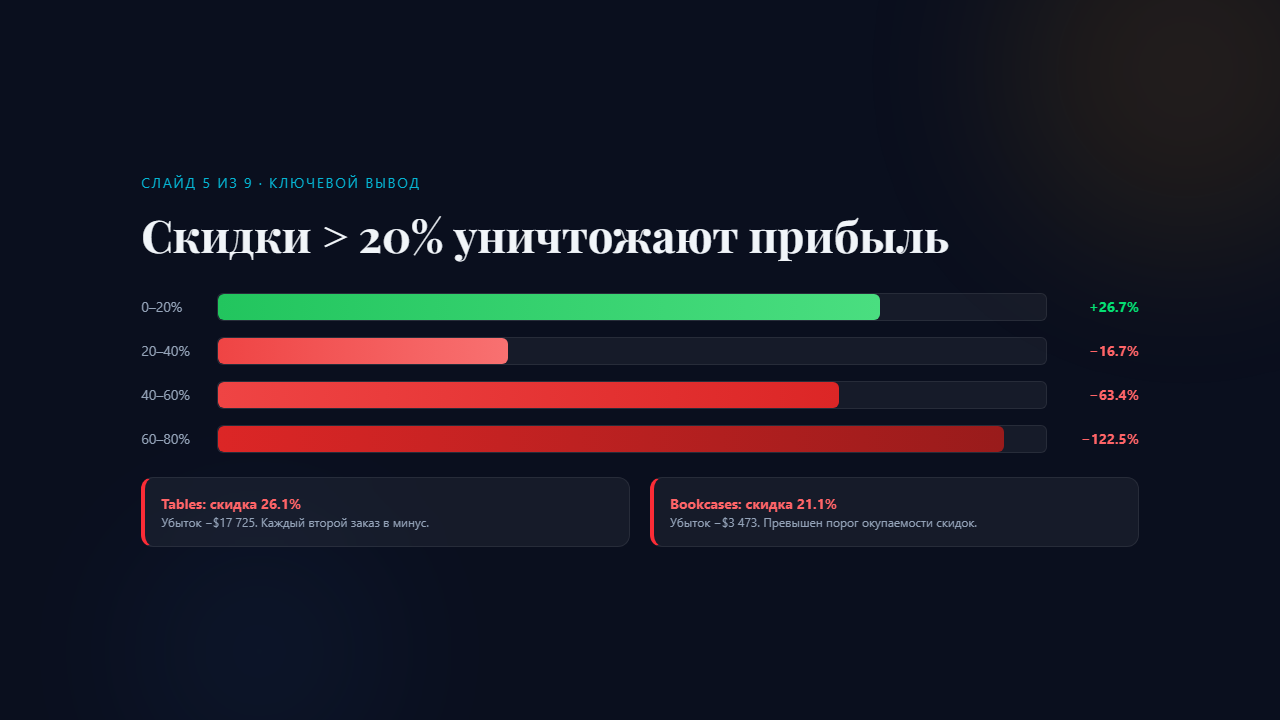 СЛАЙД 5 ИЗ 9 · КЛЮЧЕВОЙ ВЫВОД
Скидки > 20% уничтожают прибыль
0–20% +26.7%
20–40% −16.7%
40–60% −63.4%
60–80% −122.5%
Tables: скидка 26.1%
Убыток −$17 725. Каждый второй заказ в минус.
Bookcases: скидка 21.1%
Убыток −$3 473. Превышен порог окупаемости скидок.